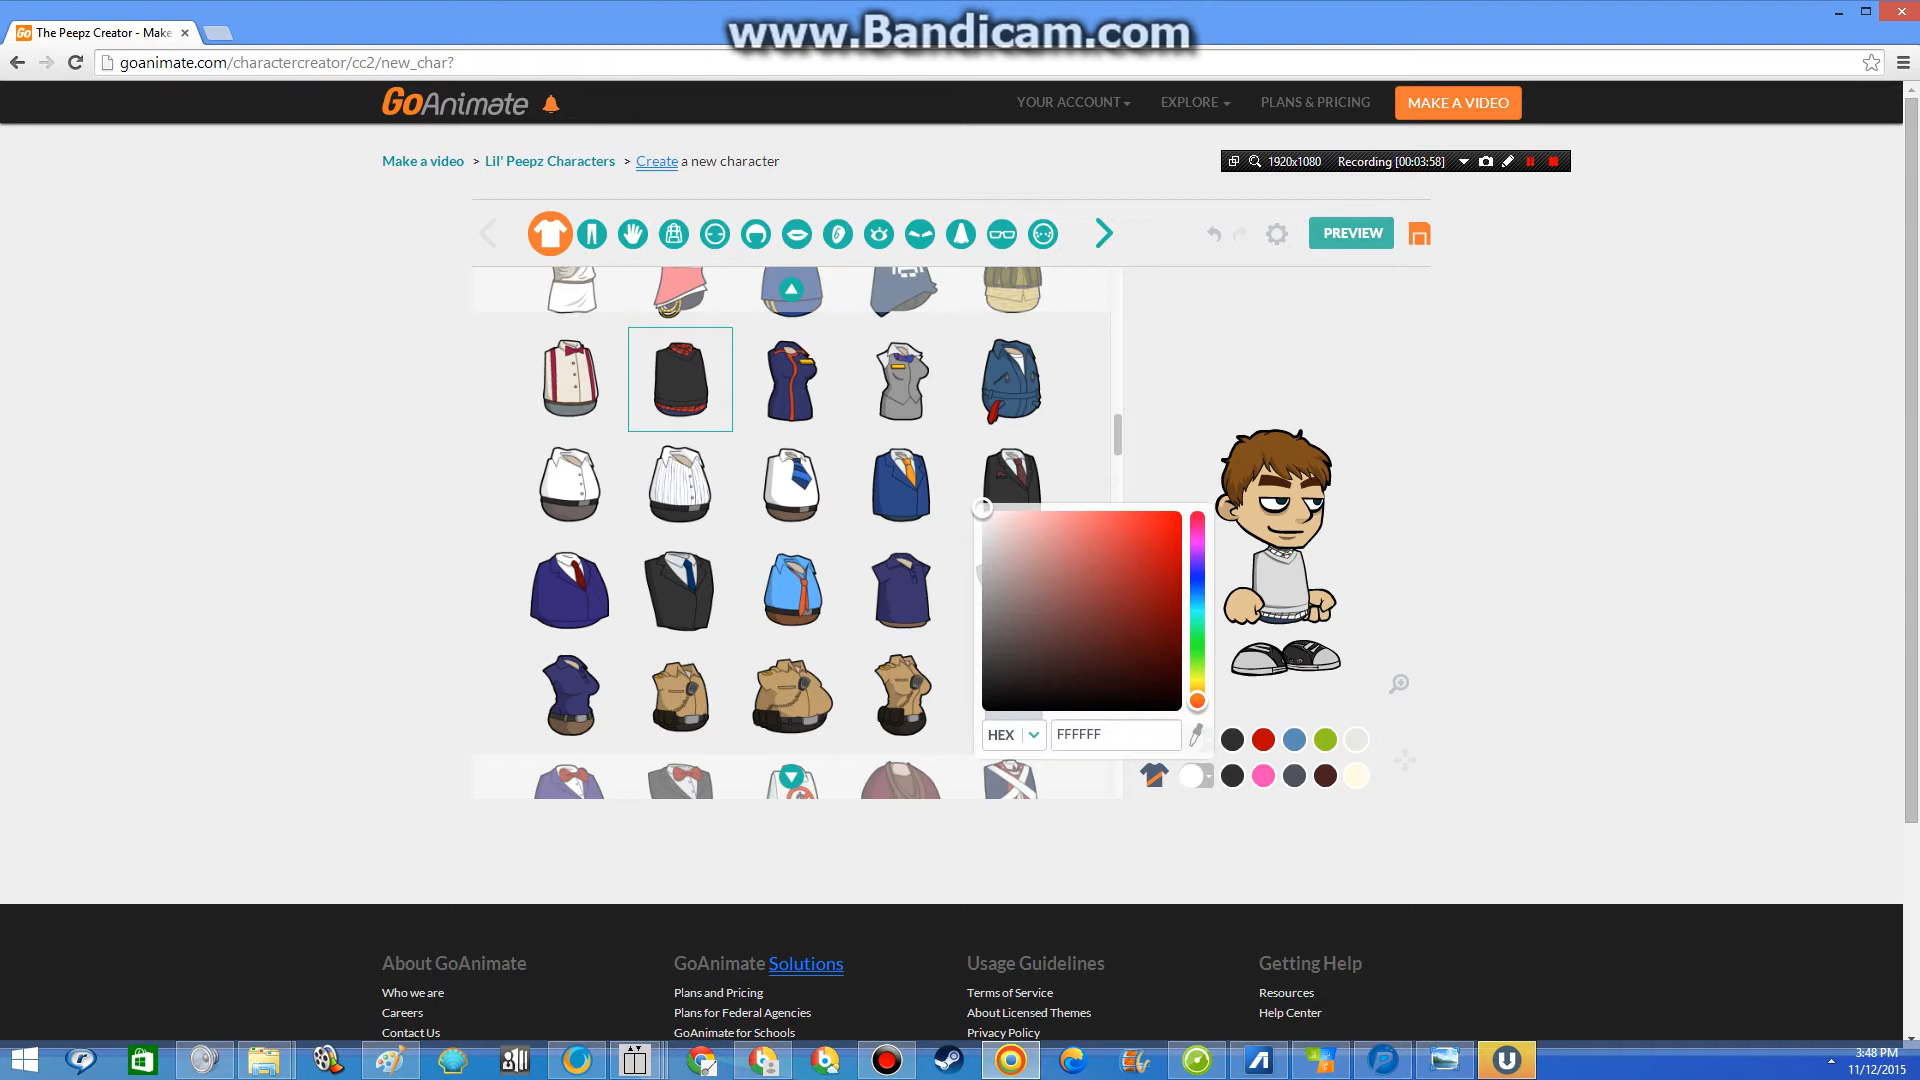 www.Bandicam.com
Go The Peepz Creator - Make
goanimate.com/charactercreator/cc2/new_char?
GoAnimate
YOUR ACCOUNT
EXPLORE
PLANS & PRICING
MAKE A VIDEO
Make a video > Lil' Peepz Characters > Create a new character
1920x1080 Recording [00:03:58]
PREVIEW
HEX
FFFFFF
About GoAnimate
GoAnimate Solutions
Usage Guidelines
Getting Help
Who we are
Plans and Pricing
Terms of Service
Resources
Careers
Plans for Federal Agencies
About Licensed Themes
Help Center
Contact Us
GoAnimate for Schools
Privacy Policy
3:48 PM
11/12/2015